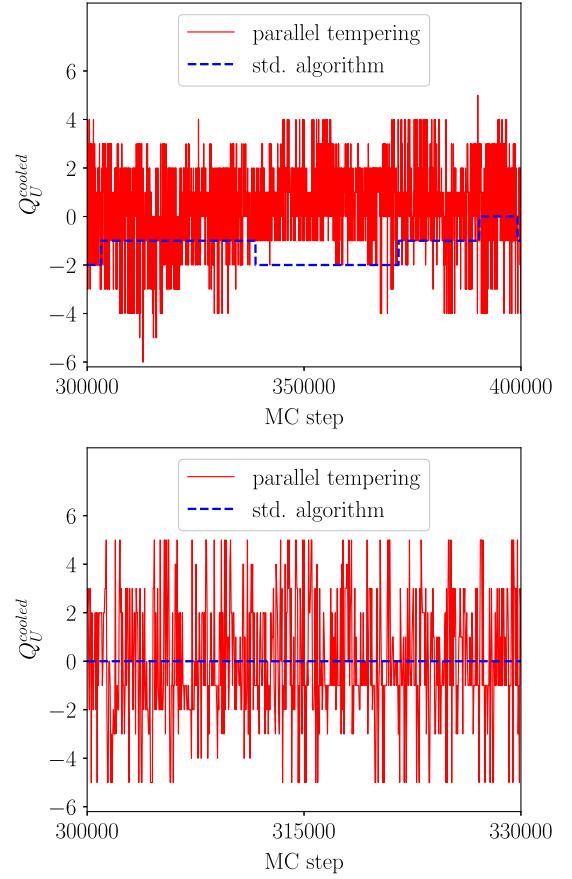 parallel tempering
std. algorithm
6
4
2
0
−2
−4
−6
Q_U^{cooled}
300000 350000 400000
MC step
parallel tempering
std. algorithm
6
4
2
0
−2
−4
−6
Q_U^{cooled}
300000 315000 330000
MC step